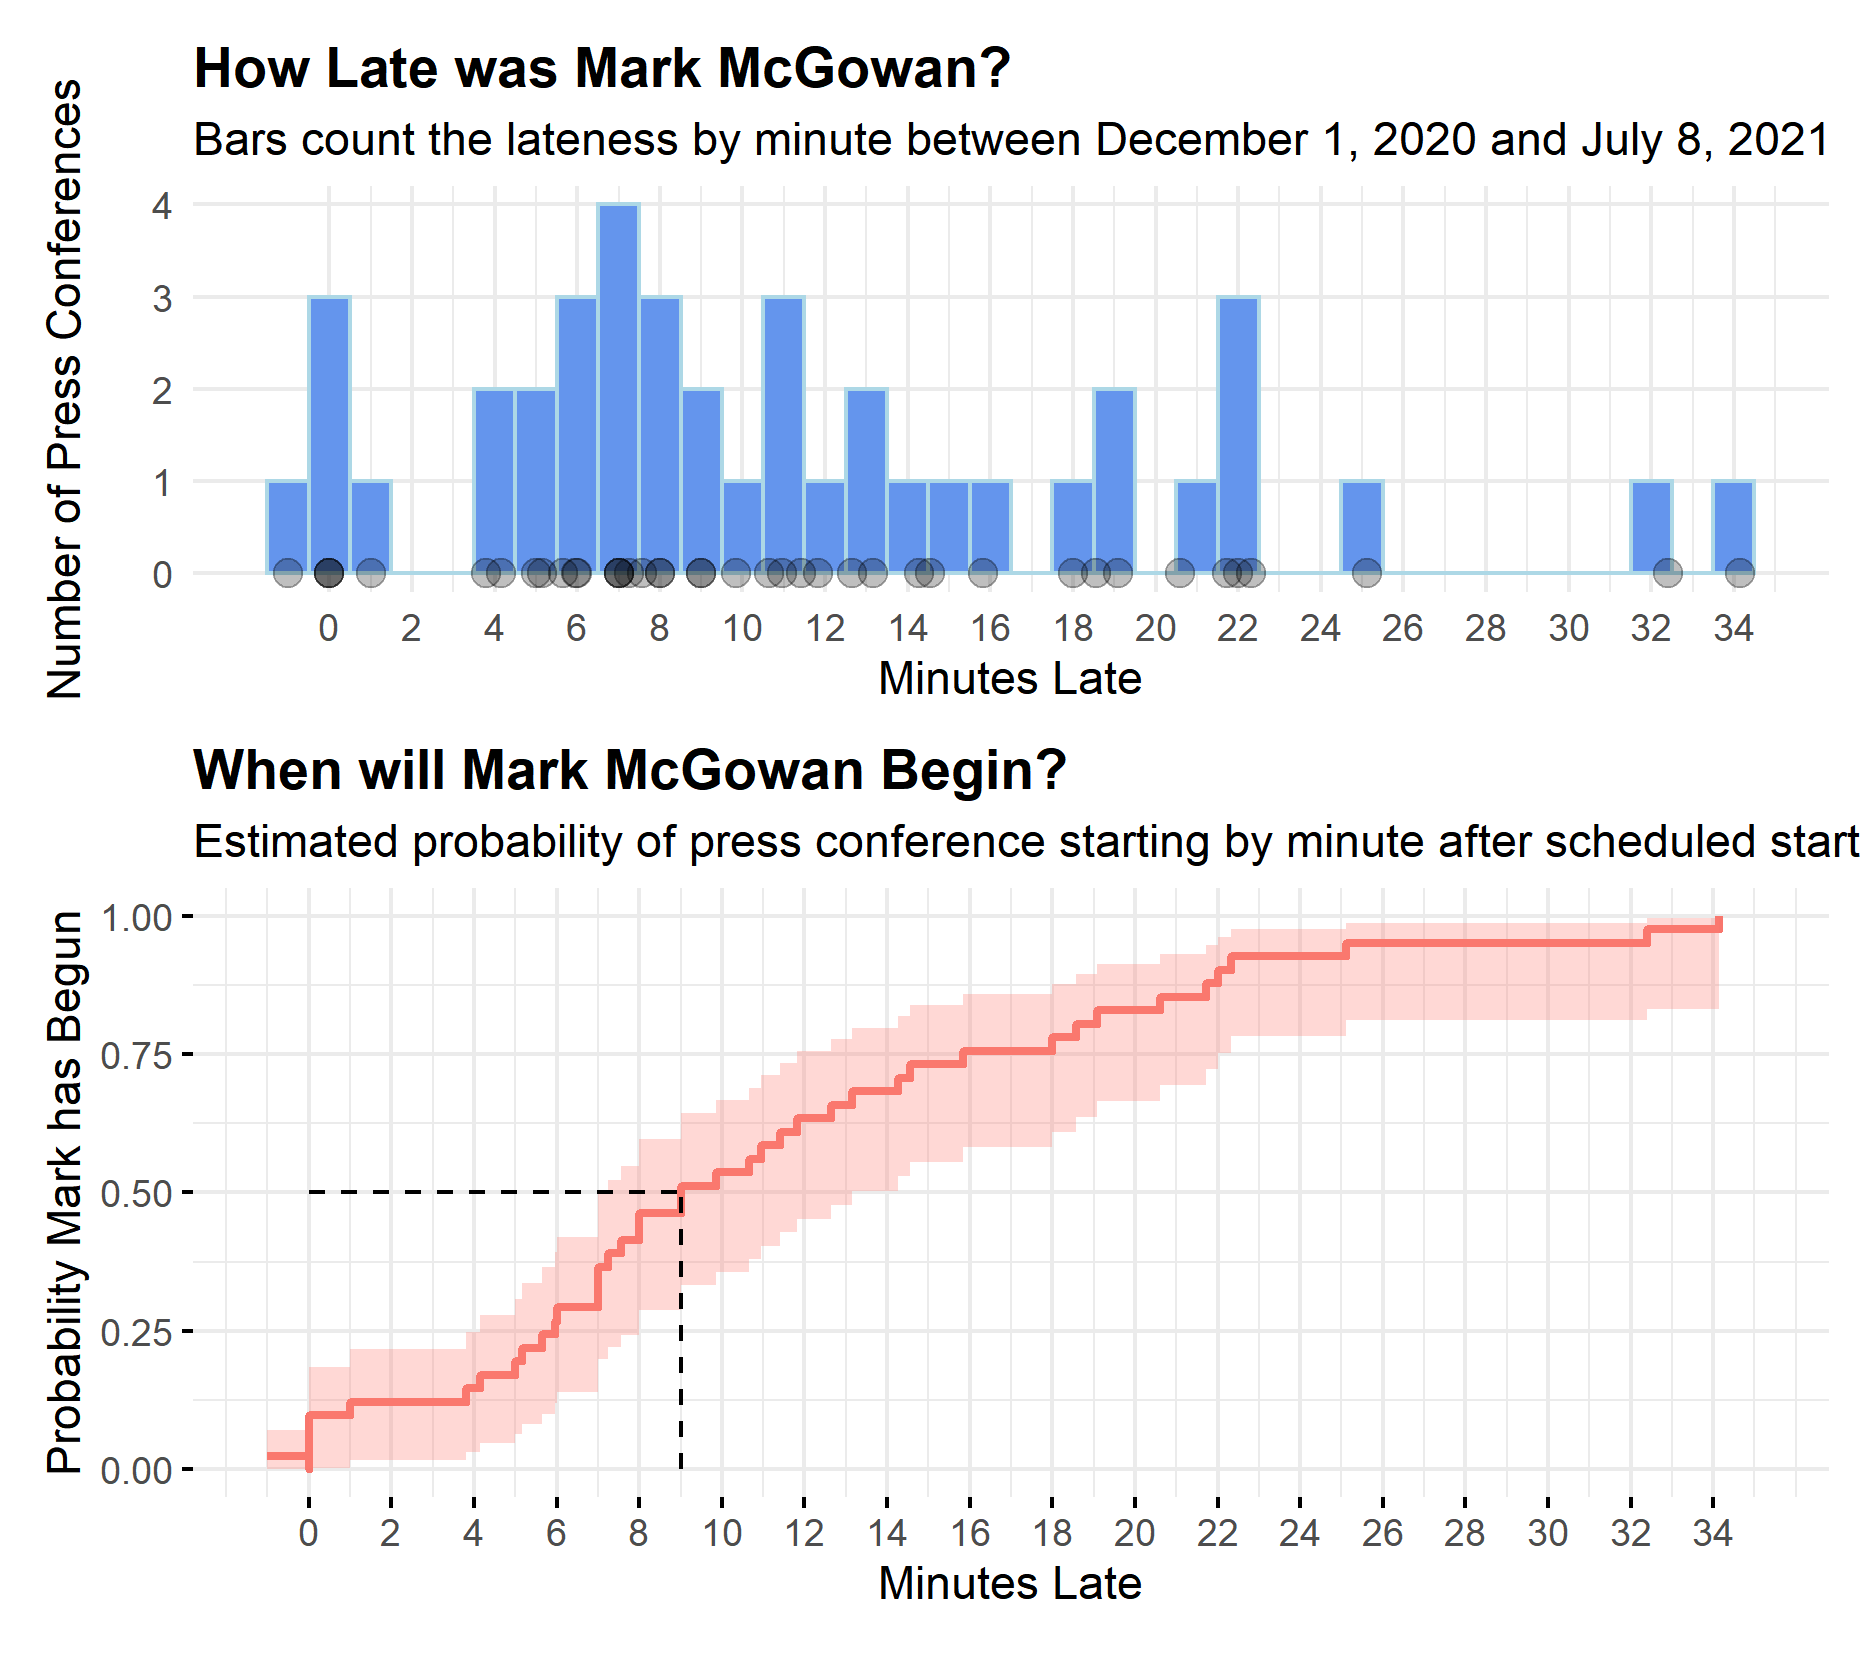 How Late was Mark McGowan?
Bars count the lateness by minute between December 1, 2020 and July 8, 2021
Number of Press Conferences
4
3
2
1
0
0 2 4 6 8 10 12 14 16 18 20 22 24 26 28 30 32 34
Minutes Late
When will Mark McGowan Begin?
Estimated probability of press conference starting by minute after scheduled start
Probability Mark has Begun
1.00
0.75
0.50
0.25
0.00
0 2 4 6 8 10 12 14 16 18 20 22 24 26 28 30 32 34
Minutes Late